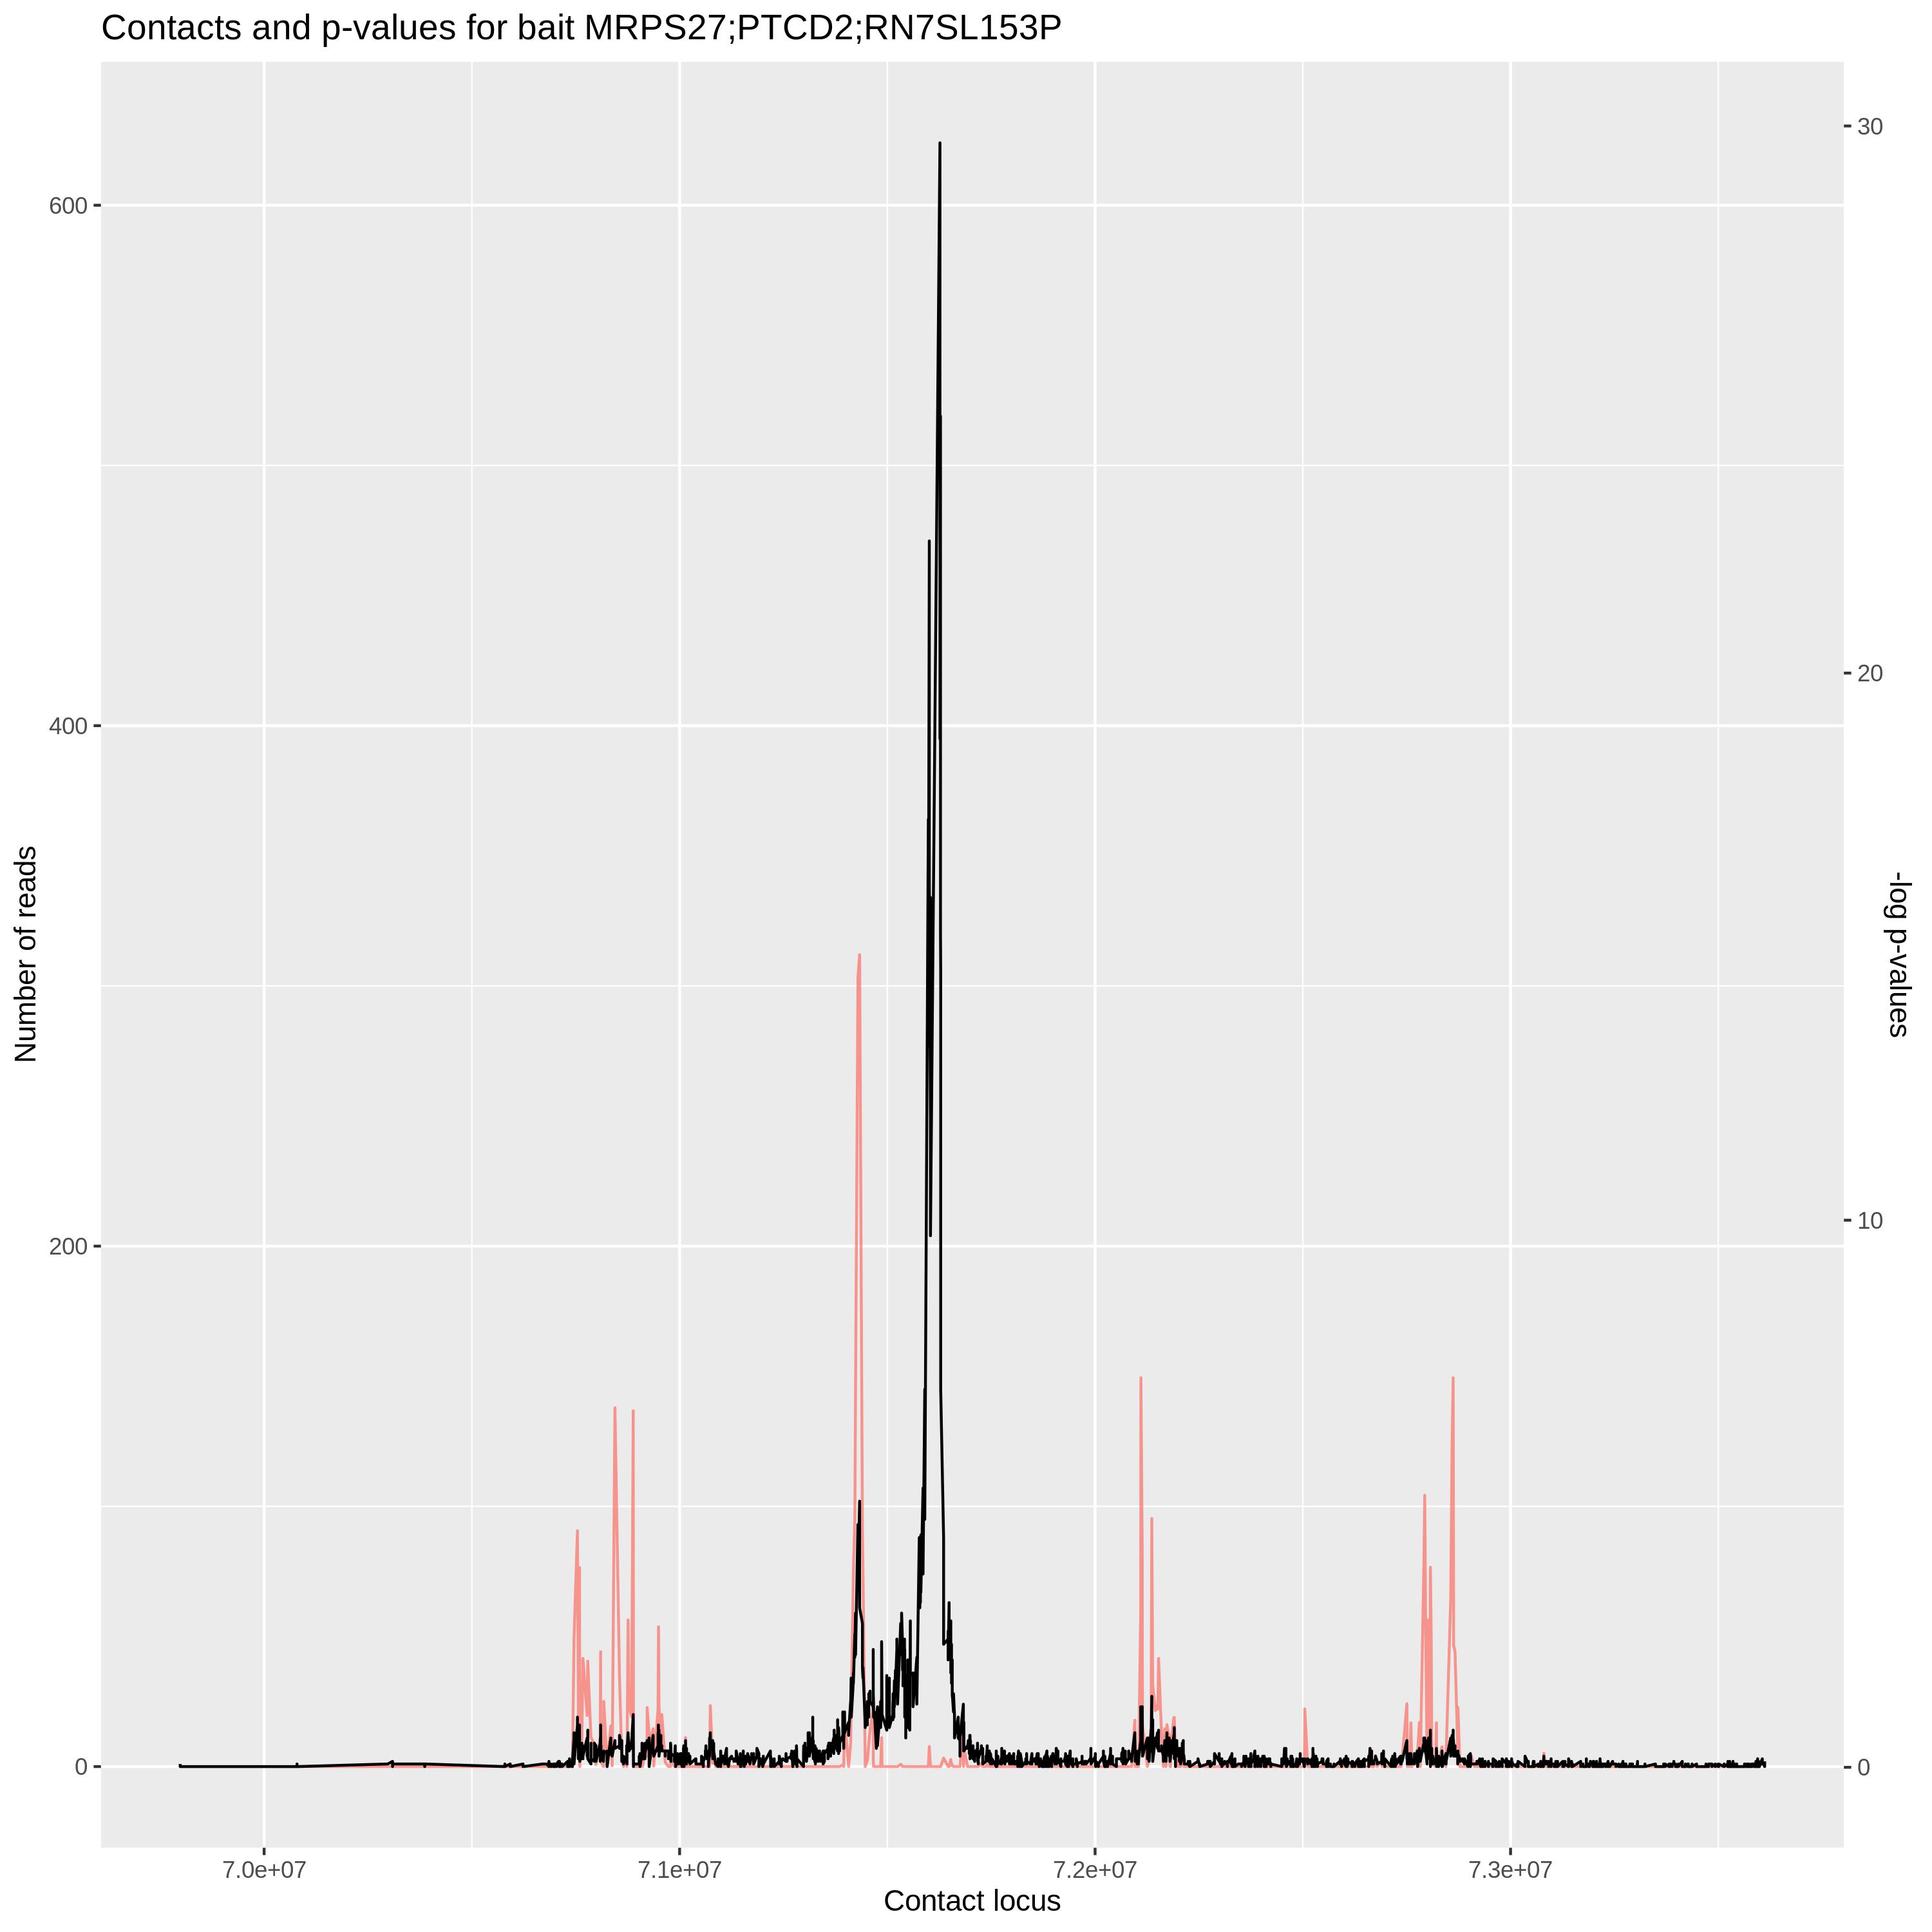 Contacts and p-values for bait MRPS27;PTCD2;RN7SL153P
600
400
200
0
Number of reads
30
20
10
0
-log p-values
7.0e+07 7.1e+07 7.2e+07 7.3e+07
Contact locus